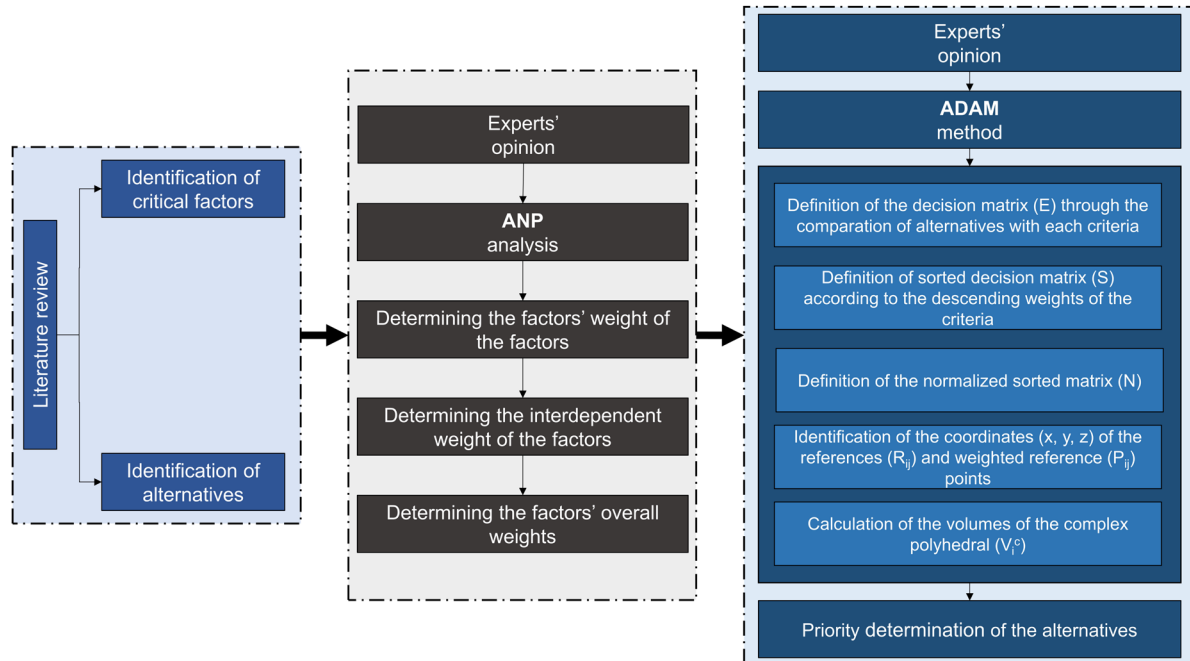 Literature review
Identification of
critical factors
Identification of
alternatives
Experts'
opinion
ANP
analysis
Determining the factors' weight of
the factors
Determining the interdependent
weight of the factors
Determining the factors' overall
weights
Experts'
opinion
ADAM
method
Definition of the decision matrix (E) through the
comparation of alternatives with each criteria
Definition of sorted decision matrix (S)
according to the descending weights of the
criteria
Definition of the normalized sorted matrix (N)
Identification of the coordinates (x, y, z) of the
references (Rij) and weighted reference (Pij)
points
Calculation of the volumes of the complex
polyhedral (Vic)
Priority determination of the alternatives